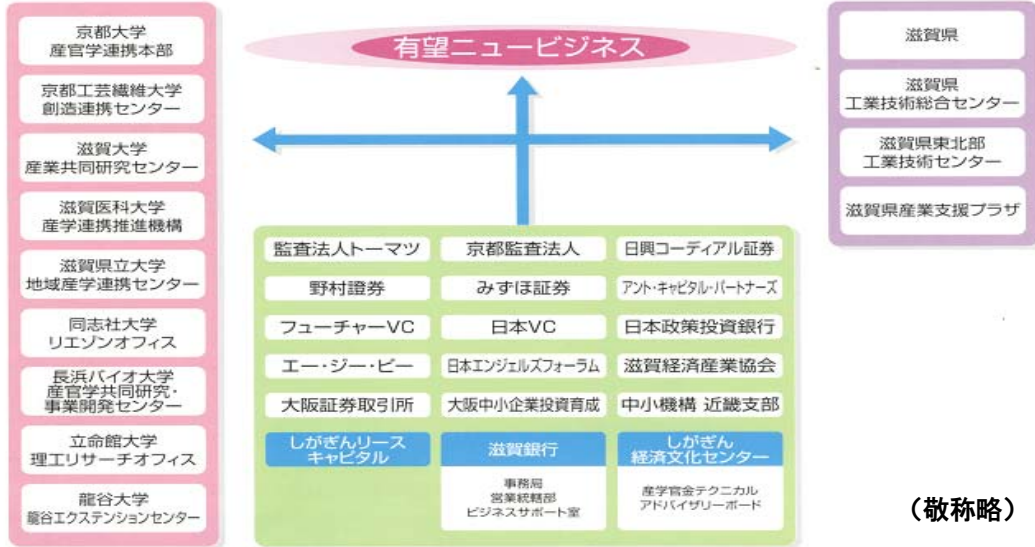 京都大学
産官学連携本部
京都工芸繊維大学
創造連携センター
滋賀大学
産業共同研究センター
滋賀医科大学
産学連携推進機構
滋賀県立大学
地域産学連携センター
同志社大学
リエゾンオフィス
長浜バイオ大学
産官学共同研究・
事業開発センター
立命館大学
理工リサーチオフィス
龍谷大学
龍谷エクステンションセンター
有望ニュービジネス
滋賀県
滋賀県
工業技術総合センター
滋賀県東北部
工業技術センター
滋賀県産業支援プラザ
監査法人トーマツ
京都監査法人
日興コーディアル証券
野村證券
みずほ証券
アント・キャピタル・パートナーズ
フューチャーVC
日本VC
日本政策投資銀行
エー・ジー・ピー
日本エンジェルズフォーラム
滋賀経済産業協会
大阪証券取引所
大阪中小企業投資育成
中小機構 近畿支部
しがぎんリース
キャピタル
滋賀銀行
事務局
営業統轄部
ビジネスサポート室
しがぎん
経済文化センター
産学官金テクニカル
アドバイザリーボード
(敬称略)